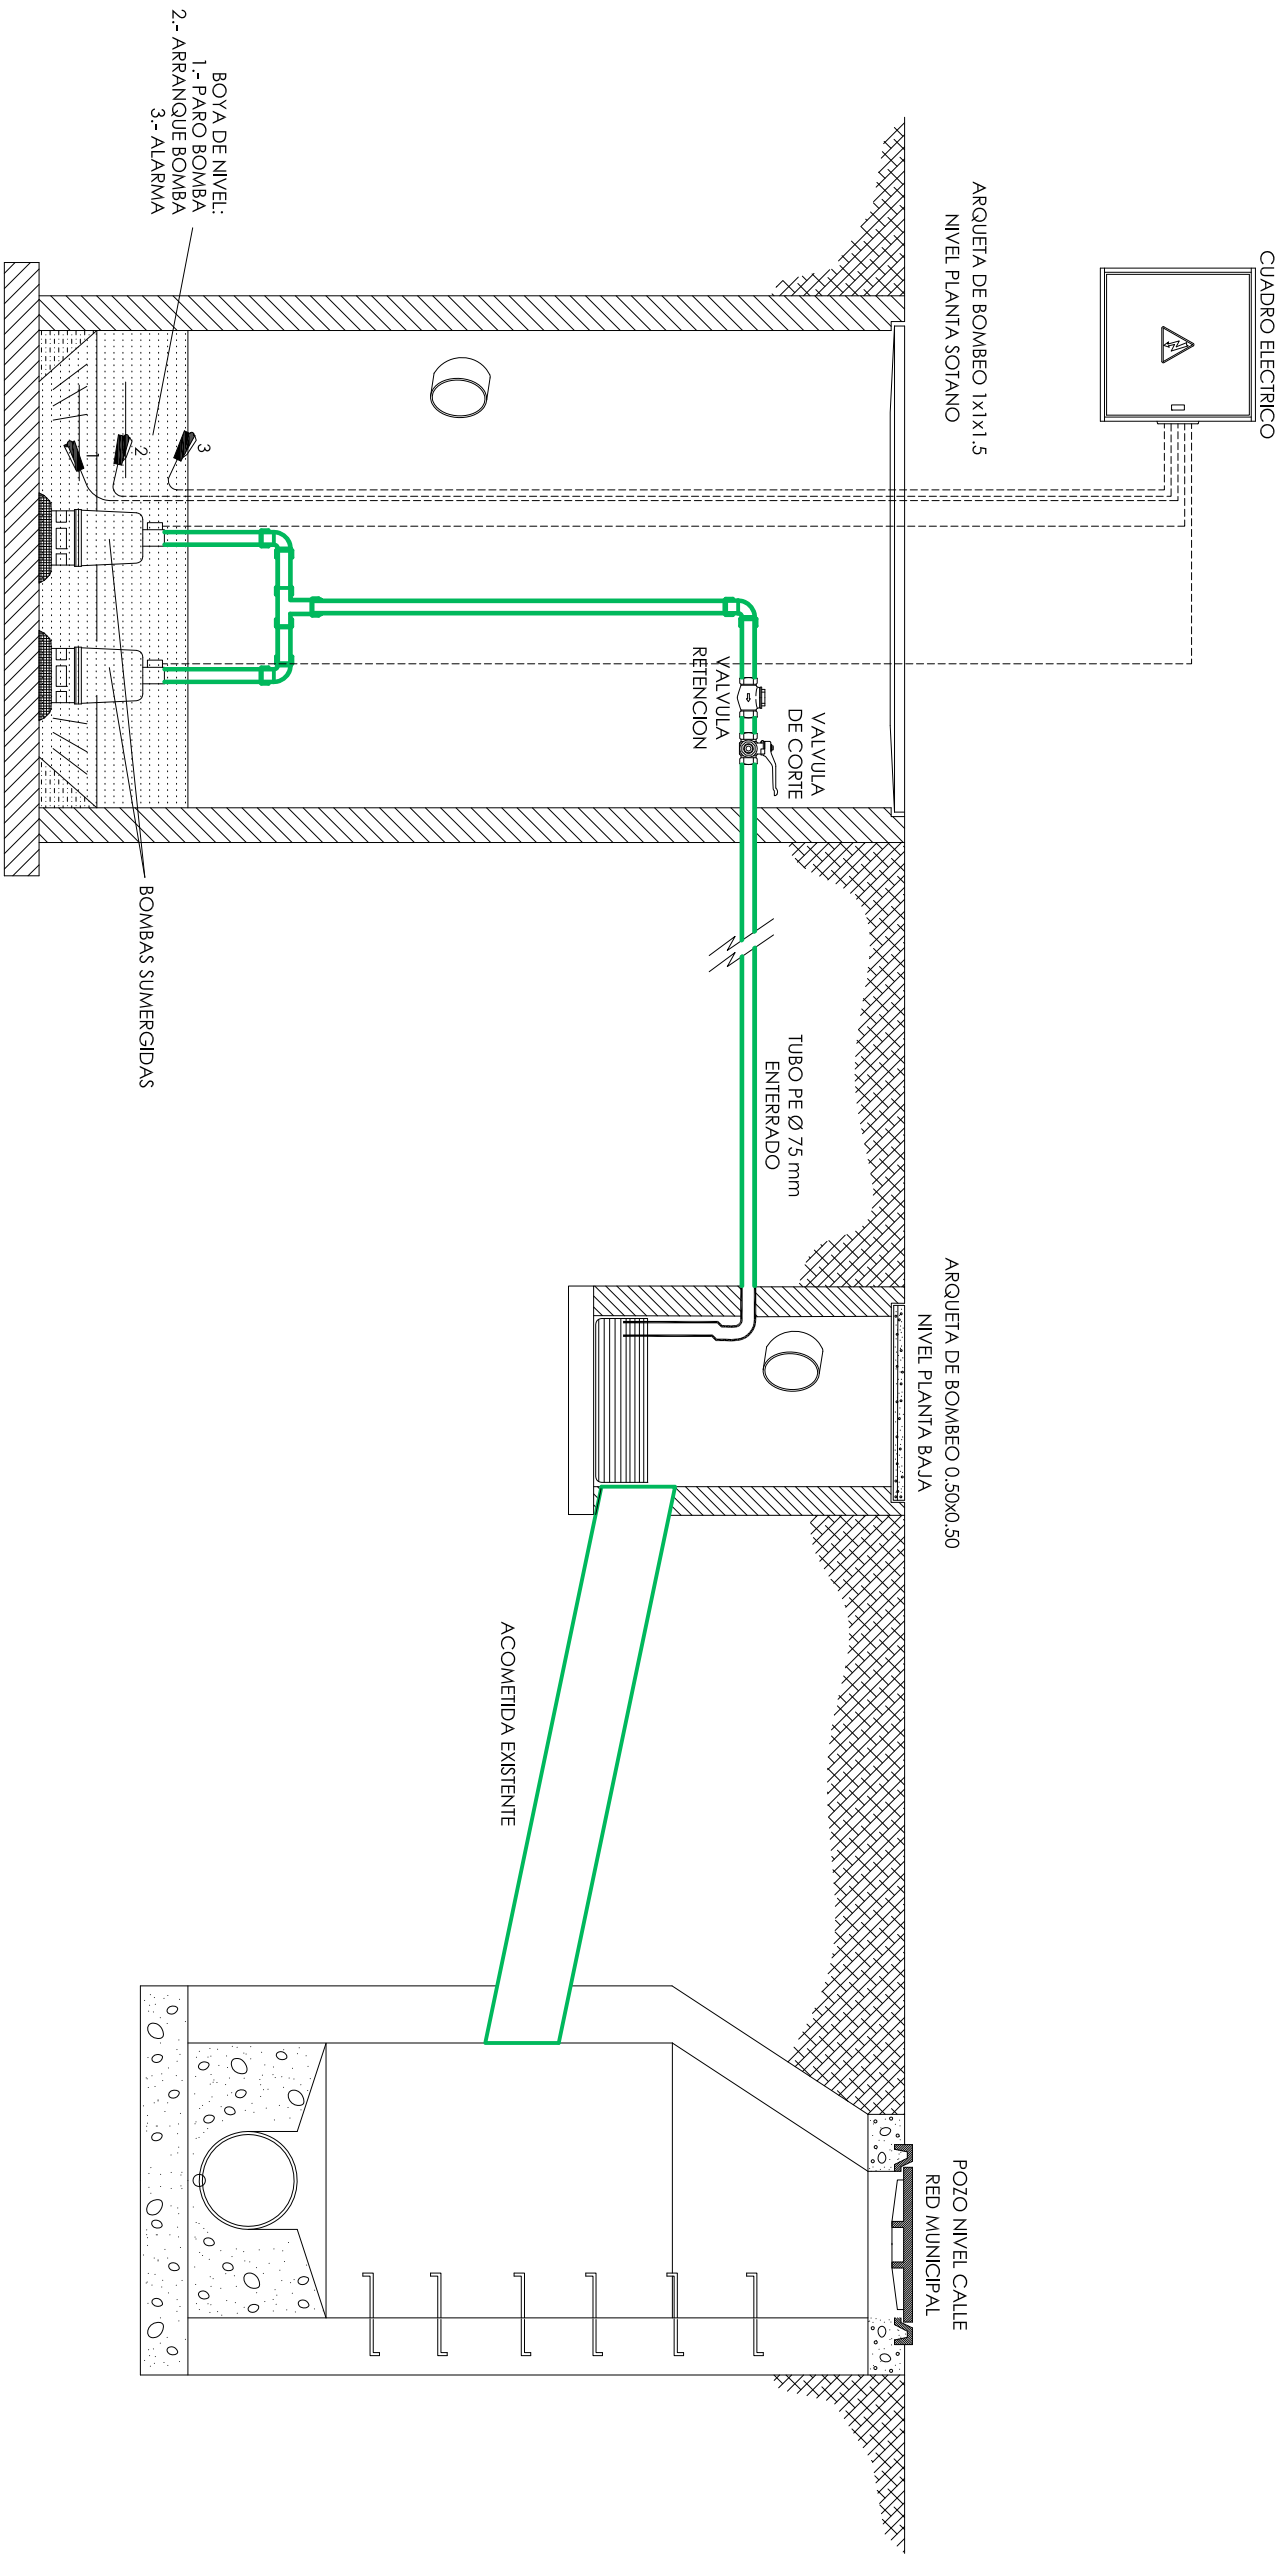 CUADRO ELECTRICO
ARQUETA DE BOMBEO 1x1x1.5
NIVEL PLANTA SOTANO
BOYA DE NIVEL:
1.- PARO BOMBA
2.- ARRANQUE BOMBA
3.- ALARMA
3
2
1
VALVULA
DE CORTE
VALVULA
RETENCION
BOMBAS SUMERGIDAS
TUBO PE Ø 75 mm
ENTERRADO
ARQUETA DE BOMBEO 0.50x0.50
NIVEL PLANTA BAJA
ACOMETIDA EXISTENTE
POZO NIVEL CALLE
RED MUNICIPAL